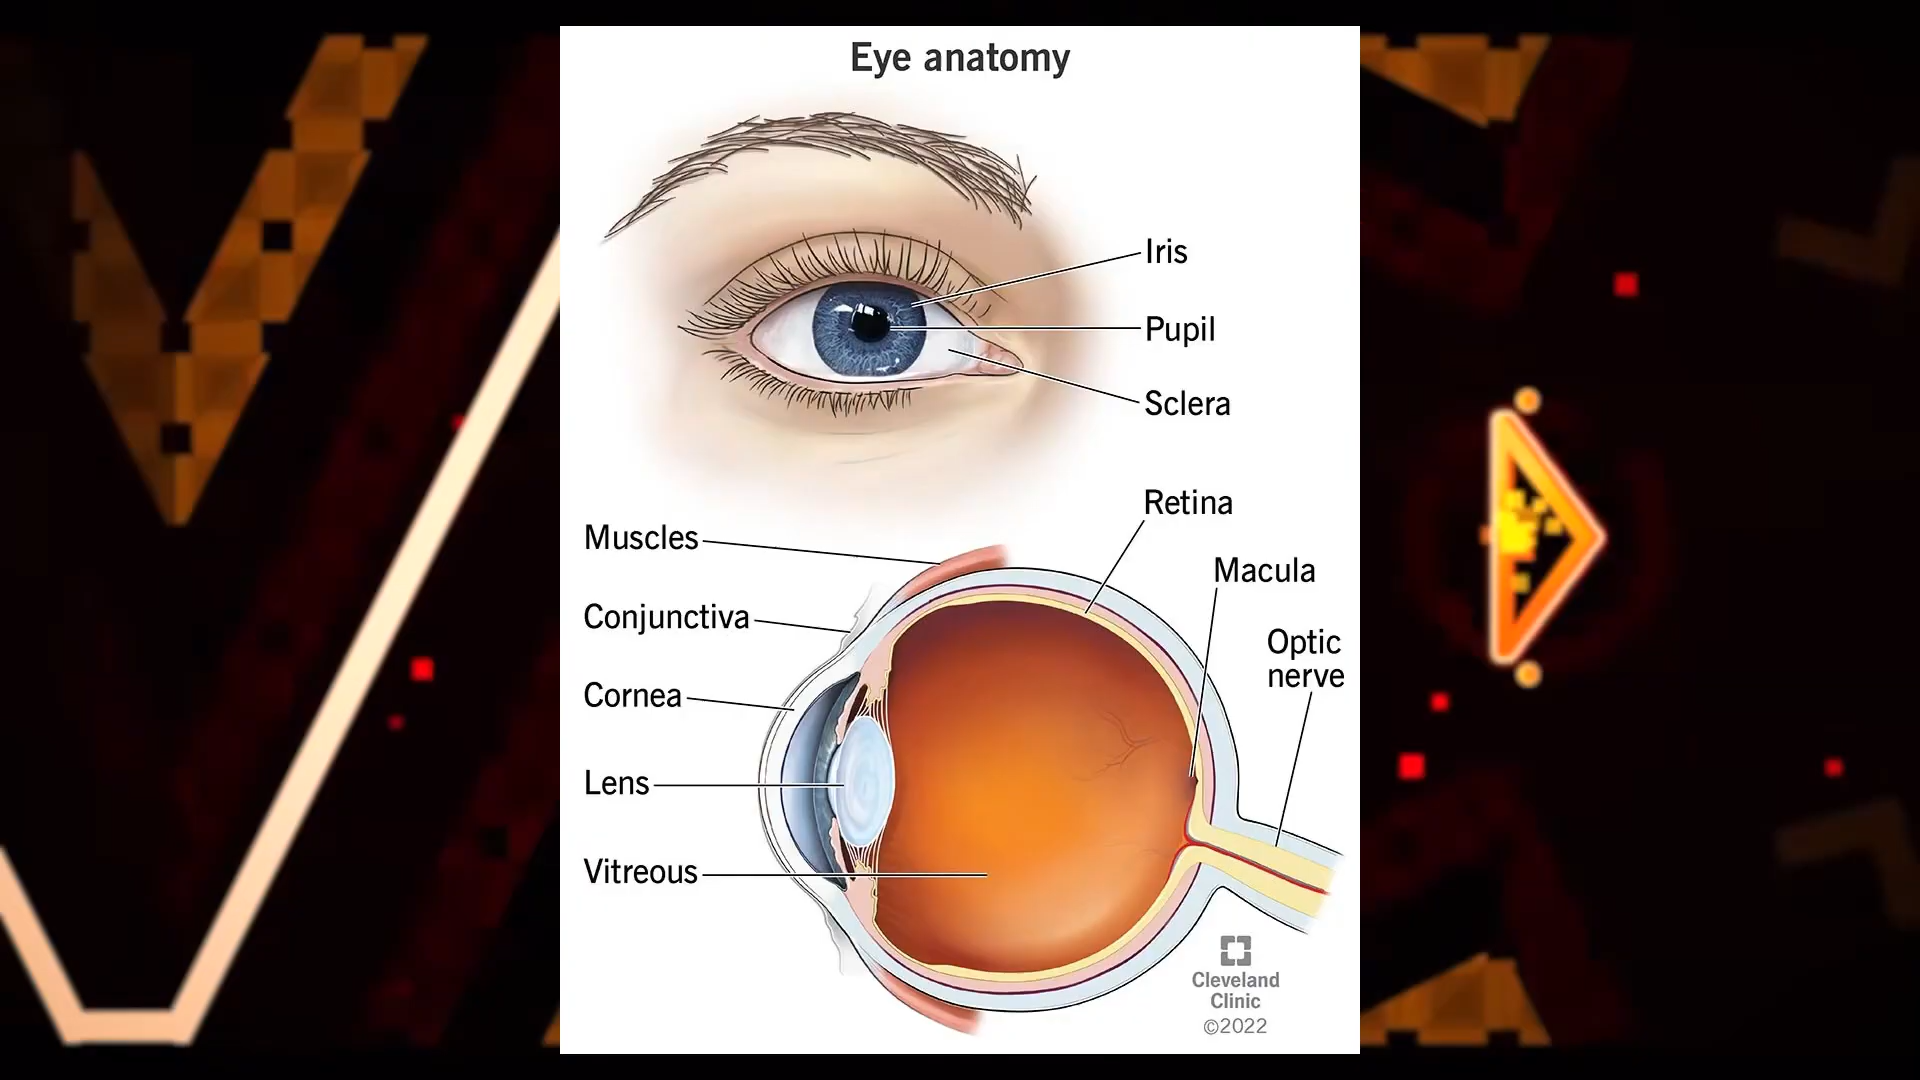 Eye anatomy
Iris
Pupil
Sclera
Retina
Muscles
Macula
Conjunctiva
Optic
nerve
Cornea
Lens
Vitreous
Cleveland
Clinic
©2022